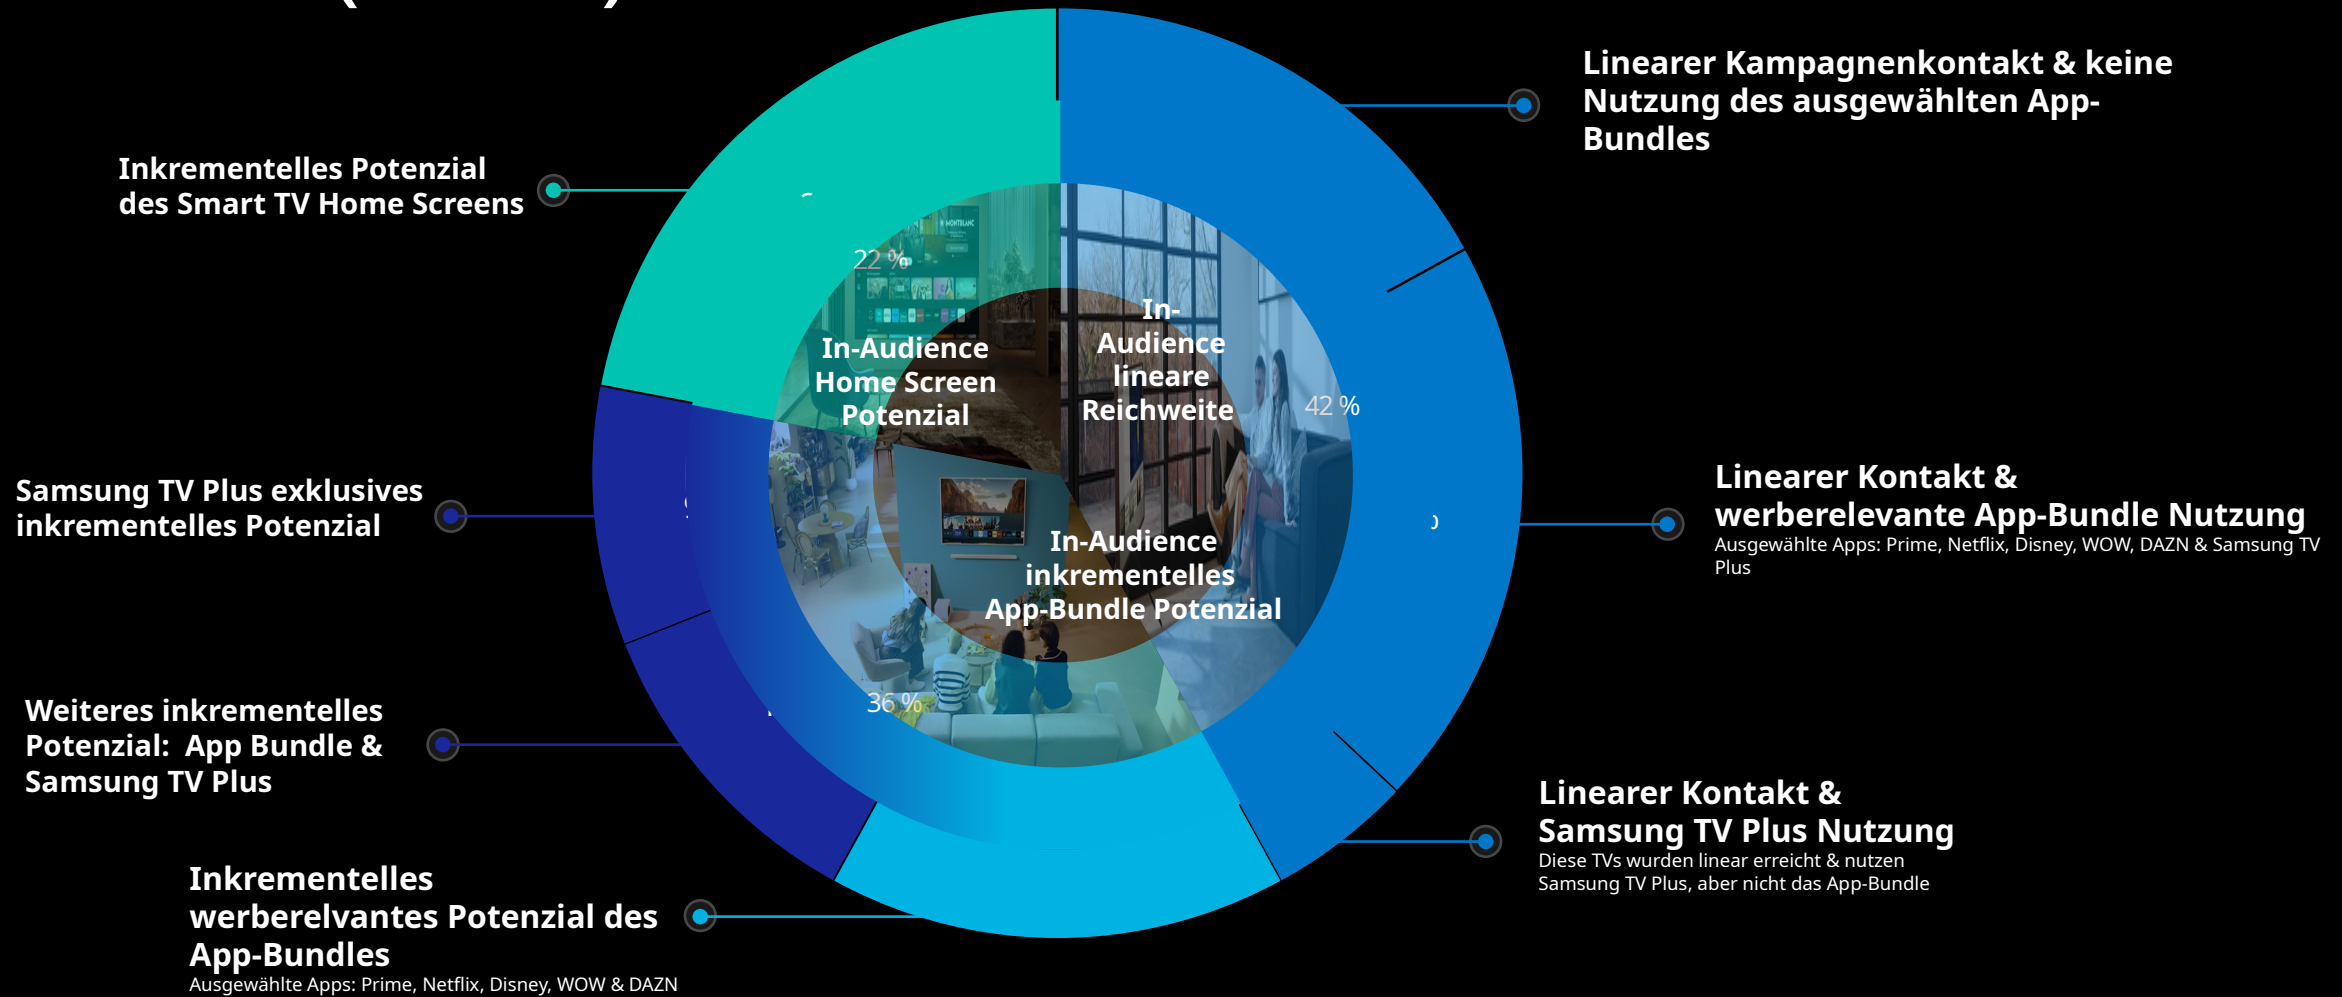 Linearer Kampagnenkontakt & keine
Nutzung des ausgewählten App-
Bundles
Inkrementelles Potenzial
des Smart TV Home Screens
22 %
MONTBLANC
In-
Audience
lineare
Reichweite
In-Audience
Home Screen
Potenzial
42 %
Samsung TV Plus exklusives
inkrementelles Potenzial
Linearer Kontakt &
werberelevante App-Bundle Nutzung
Ausgewählte Apps: Prime, Netflix, Disney, WOW, DAZN & Samsung TV
Plus
In-Audience
inkrementelles
App-Bundle Potenzial
36 %
Weiteres inkrementelles
Potenzial:  App Bundle &
Samsung TV Plus
Linearer Kontakt &
Samsung TV Plus Nutzung
Diese TVs wurden linear erreicht & nutzen
Samsung TV Plus, aber nicht das App-Bundle
Inkrementelles
werberelvantes Potenzial des
App-Bundles
Ausgewählte Apps: Prime, Netflix, Disney, WOW & DAZN